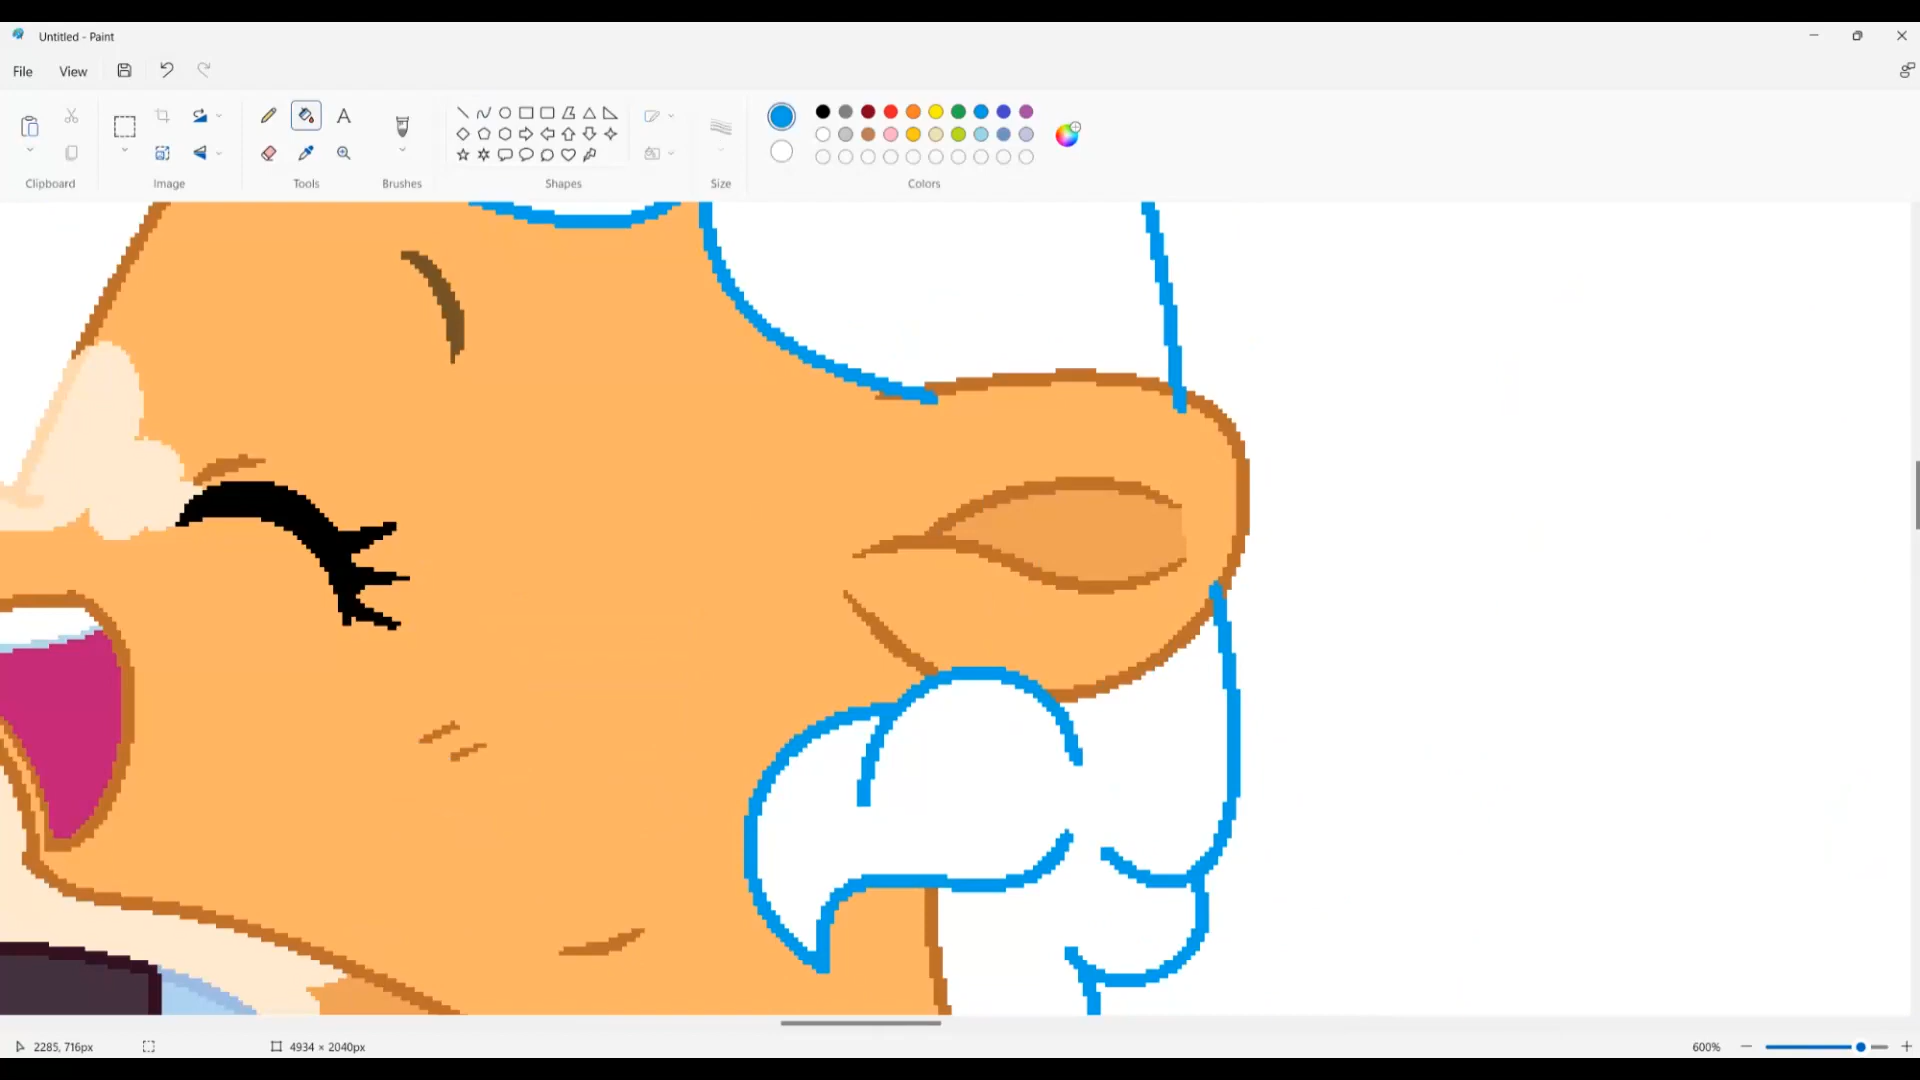 Untitled - Paint
File View
Clipboard Image Tools Brushes Shapes Size Colors
2285, 716px 4934 × 2040px 600%